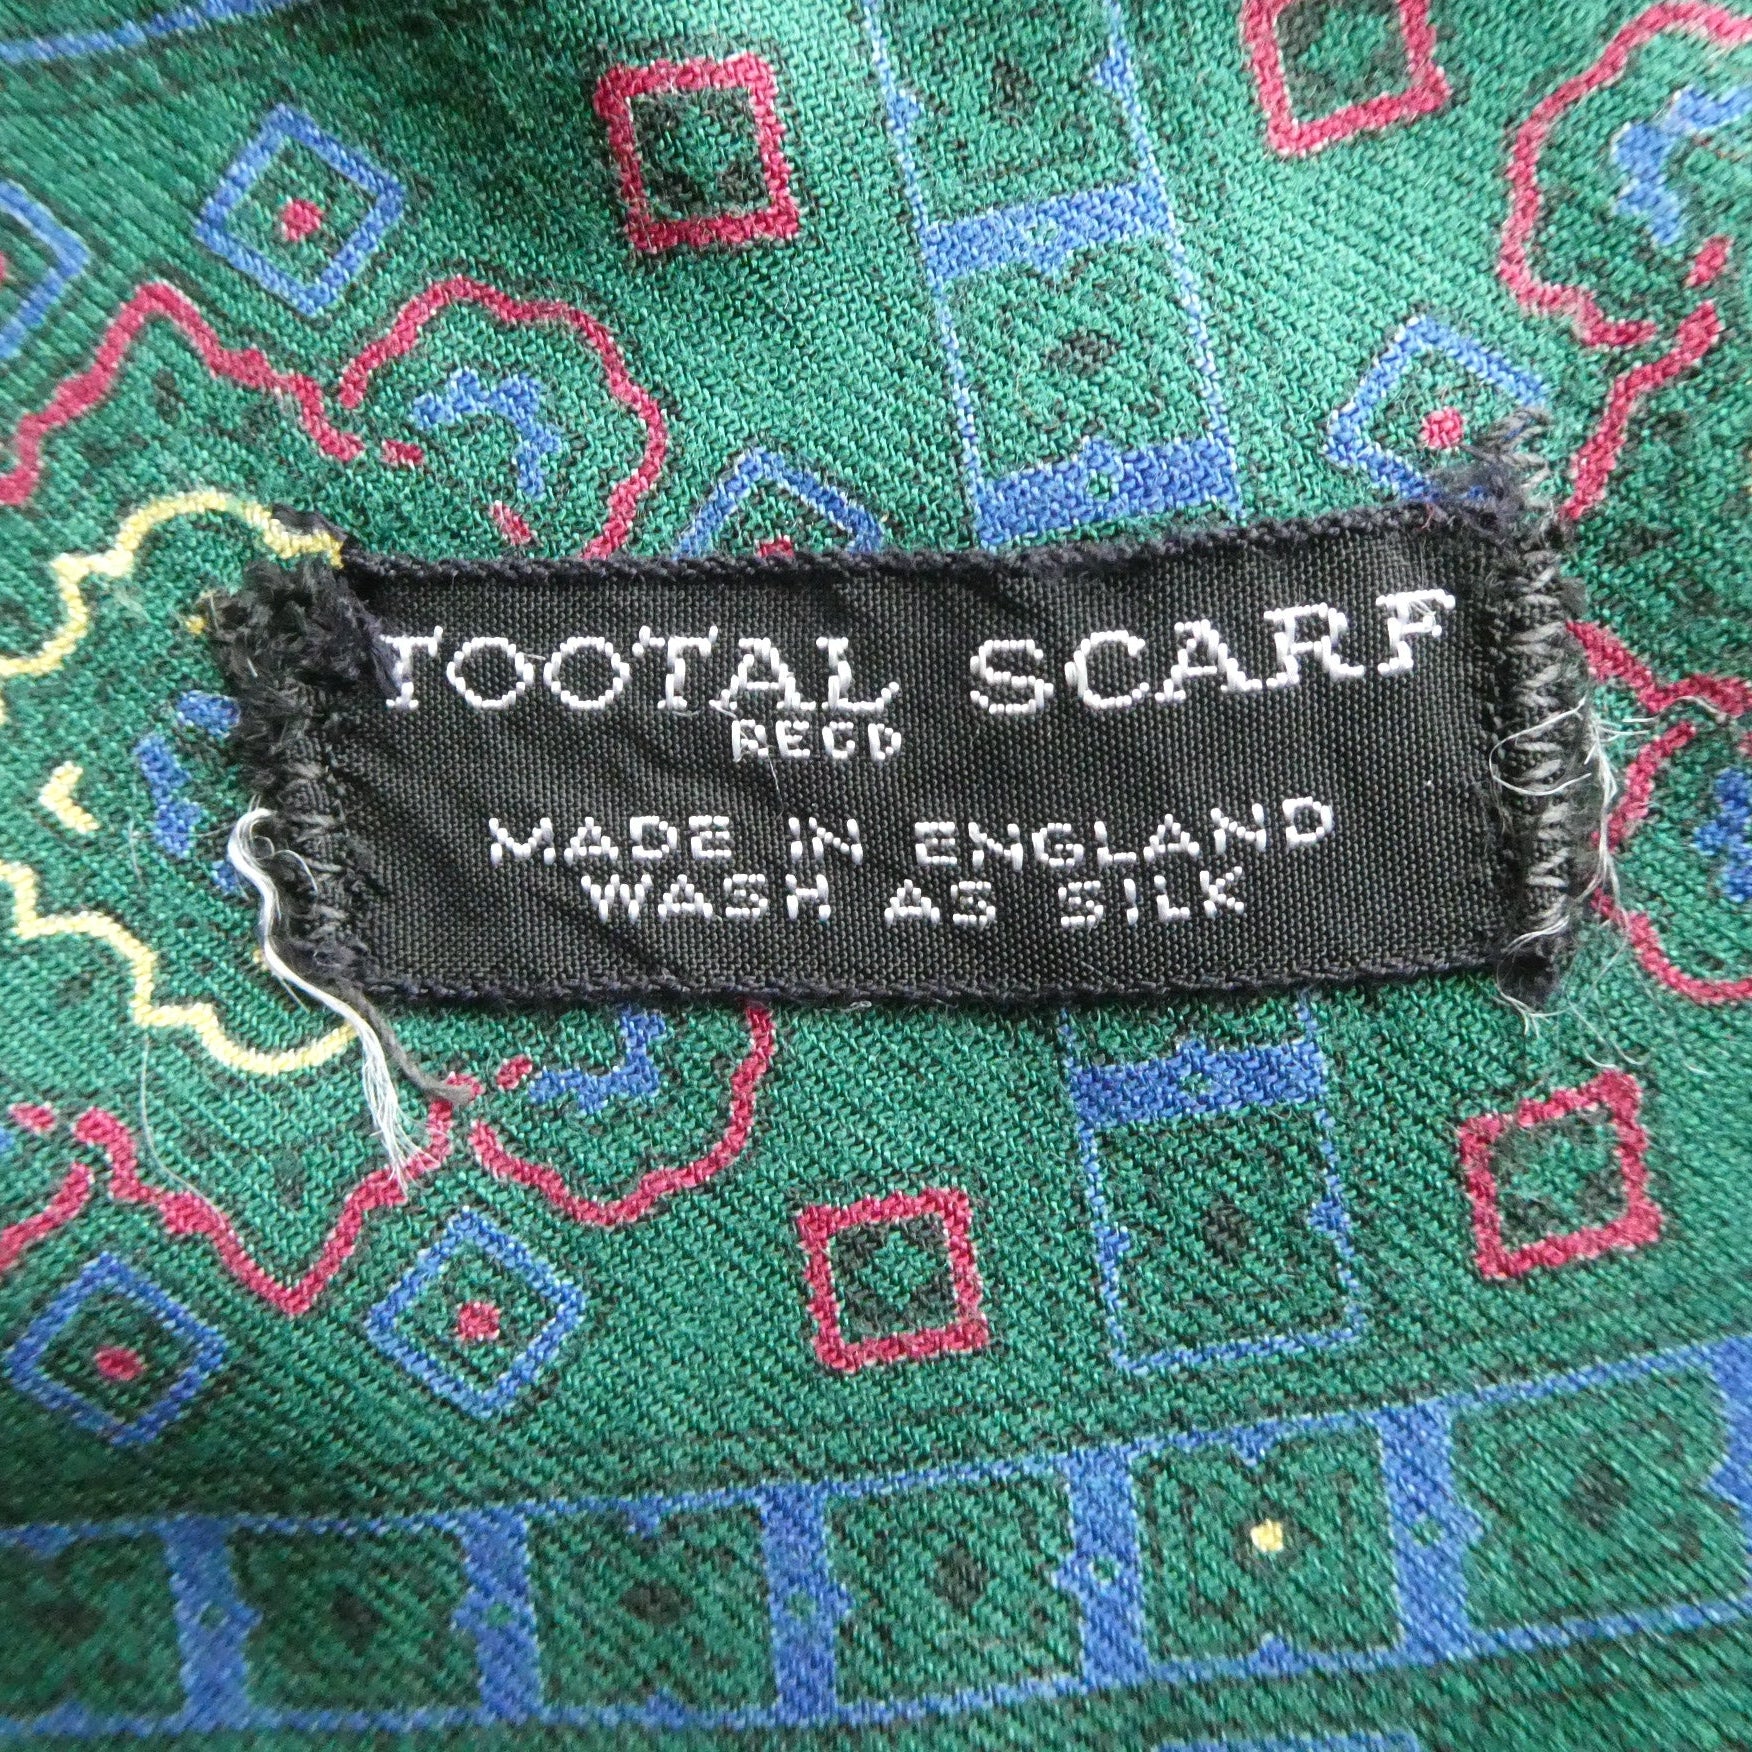 TOOTAL SCARF
REGD
MADE IN ENGLAND
WASH AS SILK